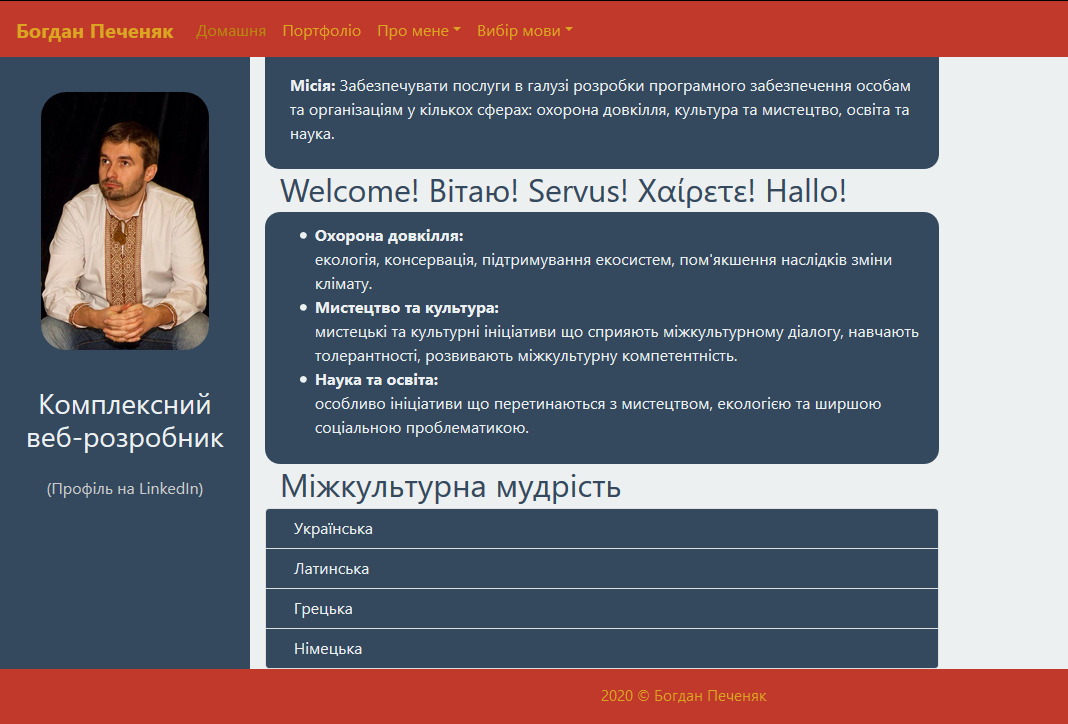 Богдан Печеняк Домашня Портфоліо Про мене Вибір мови
Комплексний
веб-розробник
(Профіль на LinkedIn)
Місія: Забезпечувати послуги в галузі розробки програмного забезпечення особам
та організаціям у кількох сферах: охорона довкілля, культура та мистецтво, освіта та
наука.
Welcome! Вітаю! Servus! Χαίρετε! Hallo!
Охорона довкілля:
екологія, консервація, підтримування екосистем, пом'якшення наслідків зміни
клімату.
Мистецтво та культура:
мистецькі та культурні ініціативи що сприяють міжкультурному діалогу, навчають
толерантності, розвивають міжкультурну компетентність.
Наука та освіта:
особливо ініціативи що перетинаються з мистецтвом, екологією та ширшою
соціальною проблематикою.
Міжкультурна мудрість
Українська
Латинська
Грецька
Німецька
2020 © Богдан Печеняк